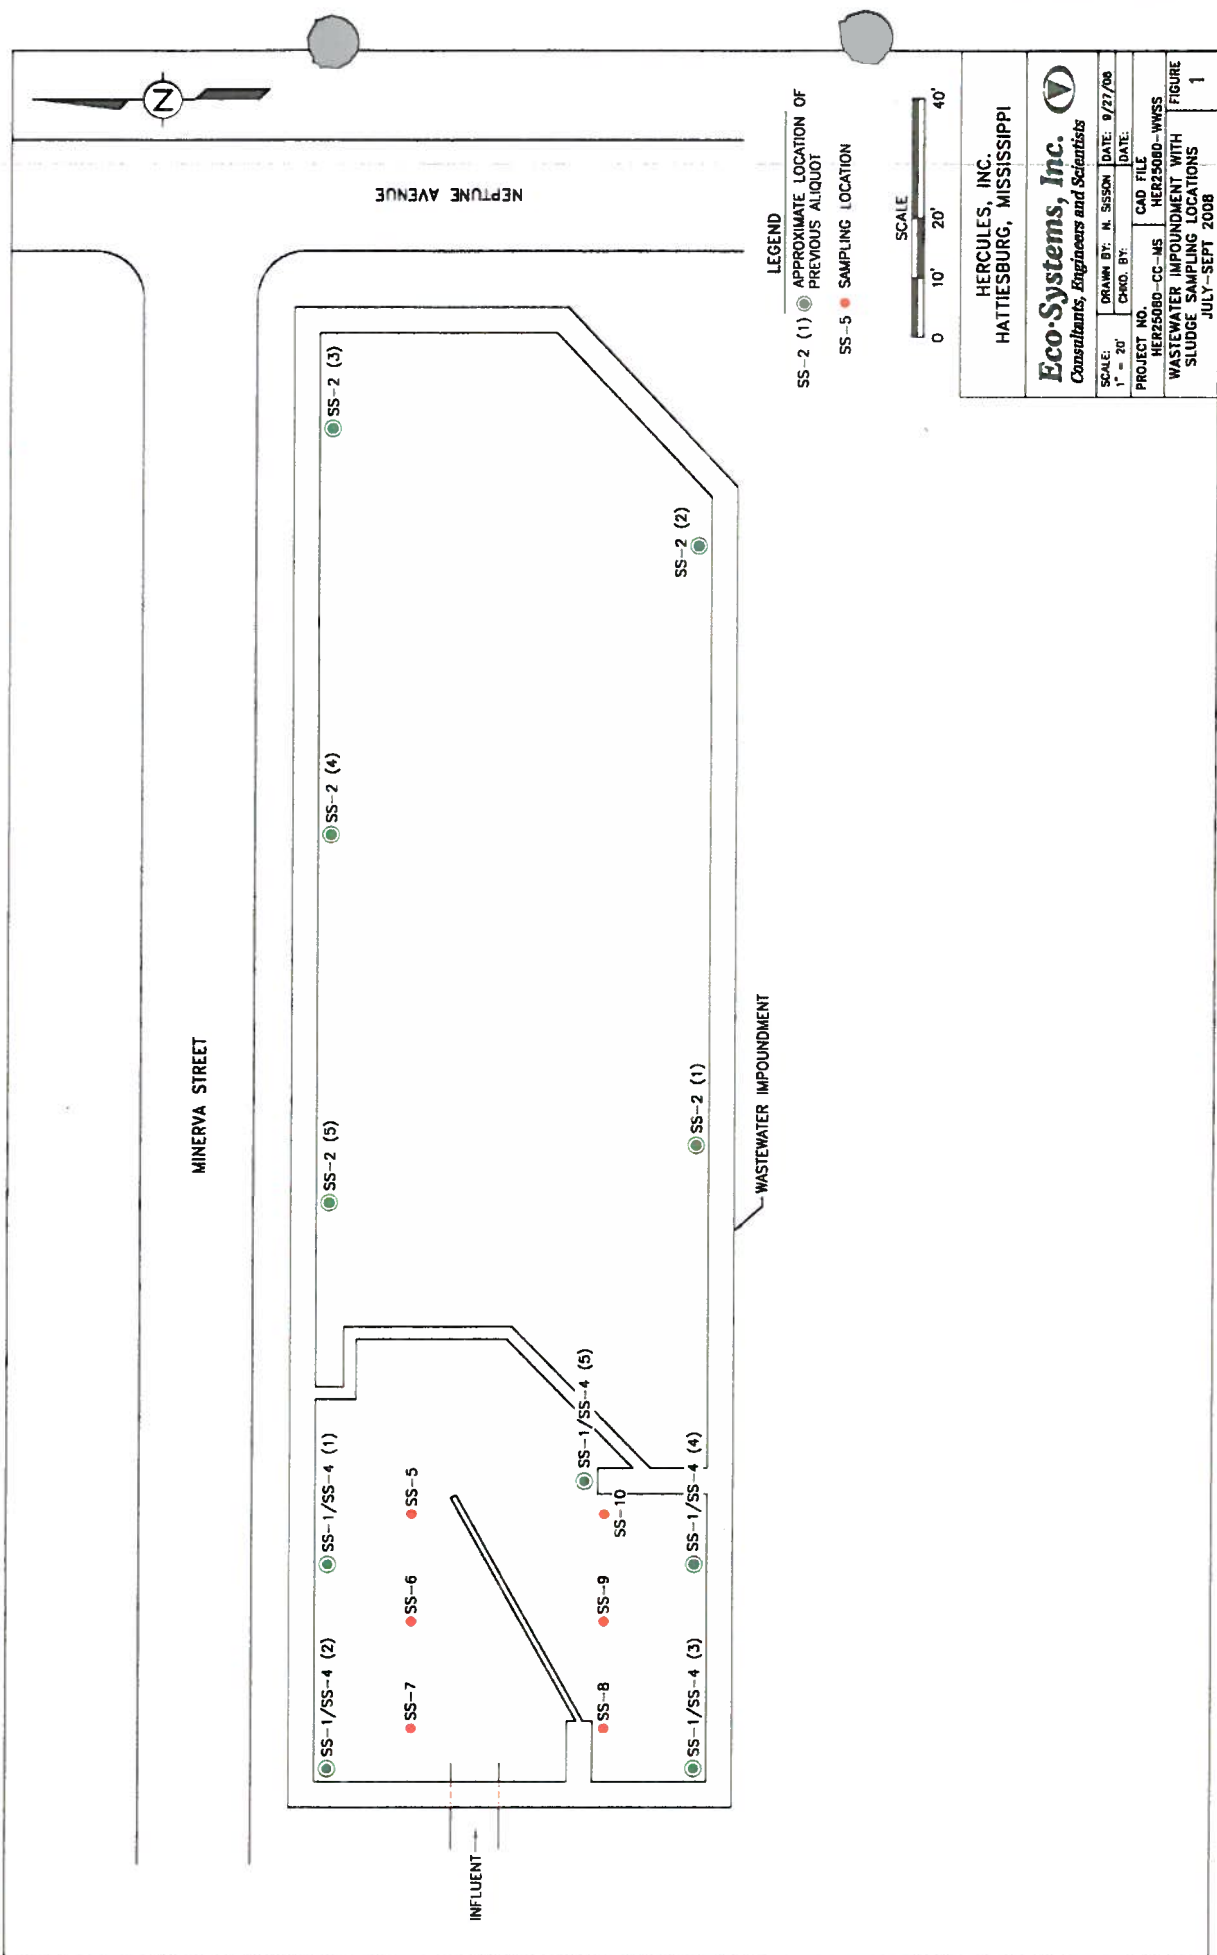 N
NEPTUNE AVENUE
MINERVA STREET
SS-2 (3)
SS-2 (4)
SS-2 (5)
SS-2 (2)
SS-2 (1)
SS-1/SS-4 (1)
SS-1/SS-4 (2)
SS-1/SS-4 (5)
SS-1/SS-4 (4)
SS-1/SS-4 (3)
SS-5
SS-6
SS-7
SS-10
SS-9
SS-8
INFLUENT
WASTEWATER IMPOUNDMENT
LEGEND
SS-2 (1) APPROXIMATE LOCATION OF
PREVIOUS ALIQUOT
SS-5 SAMPLING LOCATION
SCALE
0 10' 20' 40'
HERCULES, INC.
HATTIESBURG, MISSISSIPPI
Eco·Systems, Inc.
Consultants, Engineers and Scientists
SCALE:
1" = 20'
DRAWN BY: N. SISSON
DATE: 9/27/08
CHKD. BY:
DATE:
PROJECT NO.
HER25080-CC-MS
CAD FILE
HER25080-WWSS
WASTEWATER IMPOUNDMENT WITH
SLUDGE SAMPLING LOCATIONS
JULY-SEPT 2008
FIGURE
1